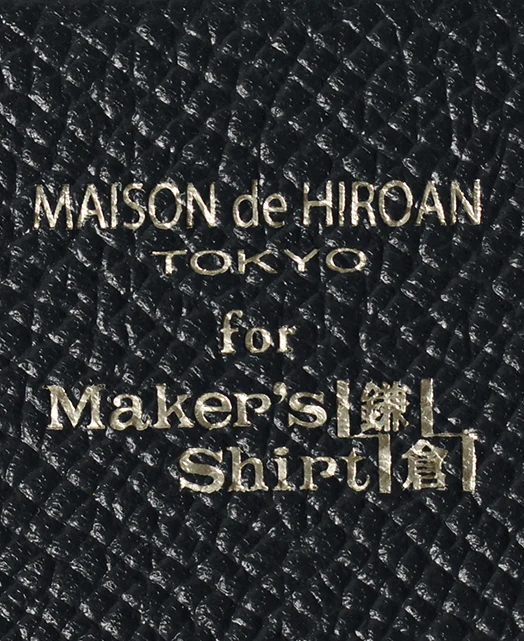 MAISON de HIROAN
TOKYO
for
Maker's 鎌
Shirt 倉